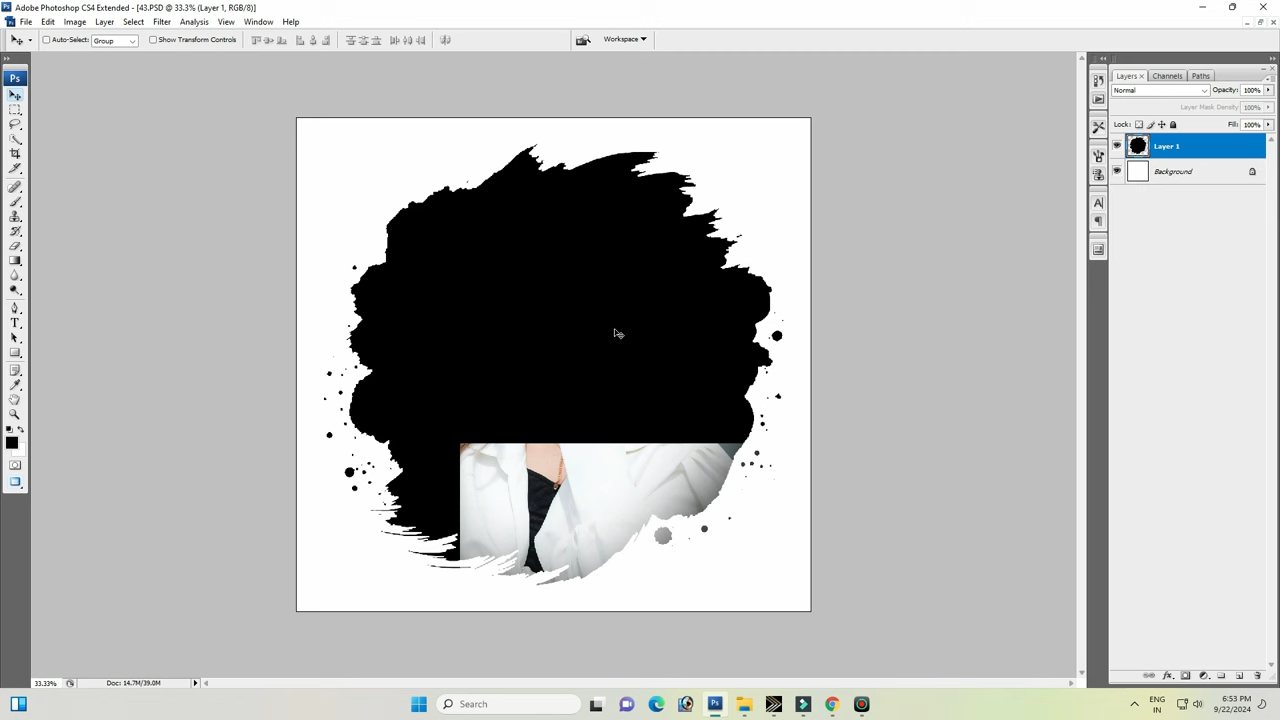 Adobe Photoshop CS4 Extended - [43.PSD @ 33.3% (Layer 1, RGB/8)]
File Edit Image Layer Select Filter Analysis View Window Help
Auto-Select: Group Show Transform Controls Workspace
Ps
Layers Channels Paths
Normal Opacity: 100%
Layer Mask Density: 100%
Lock: Fill: 100%
Layer 1
Background
33.33% Doc: 14.7M/39.0M
Search
Ps
ENG
IN
6:53 PM
9/22/2024